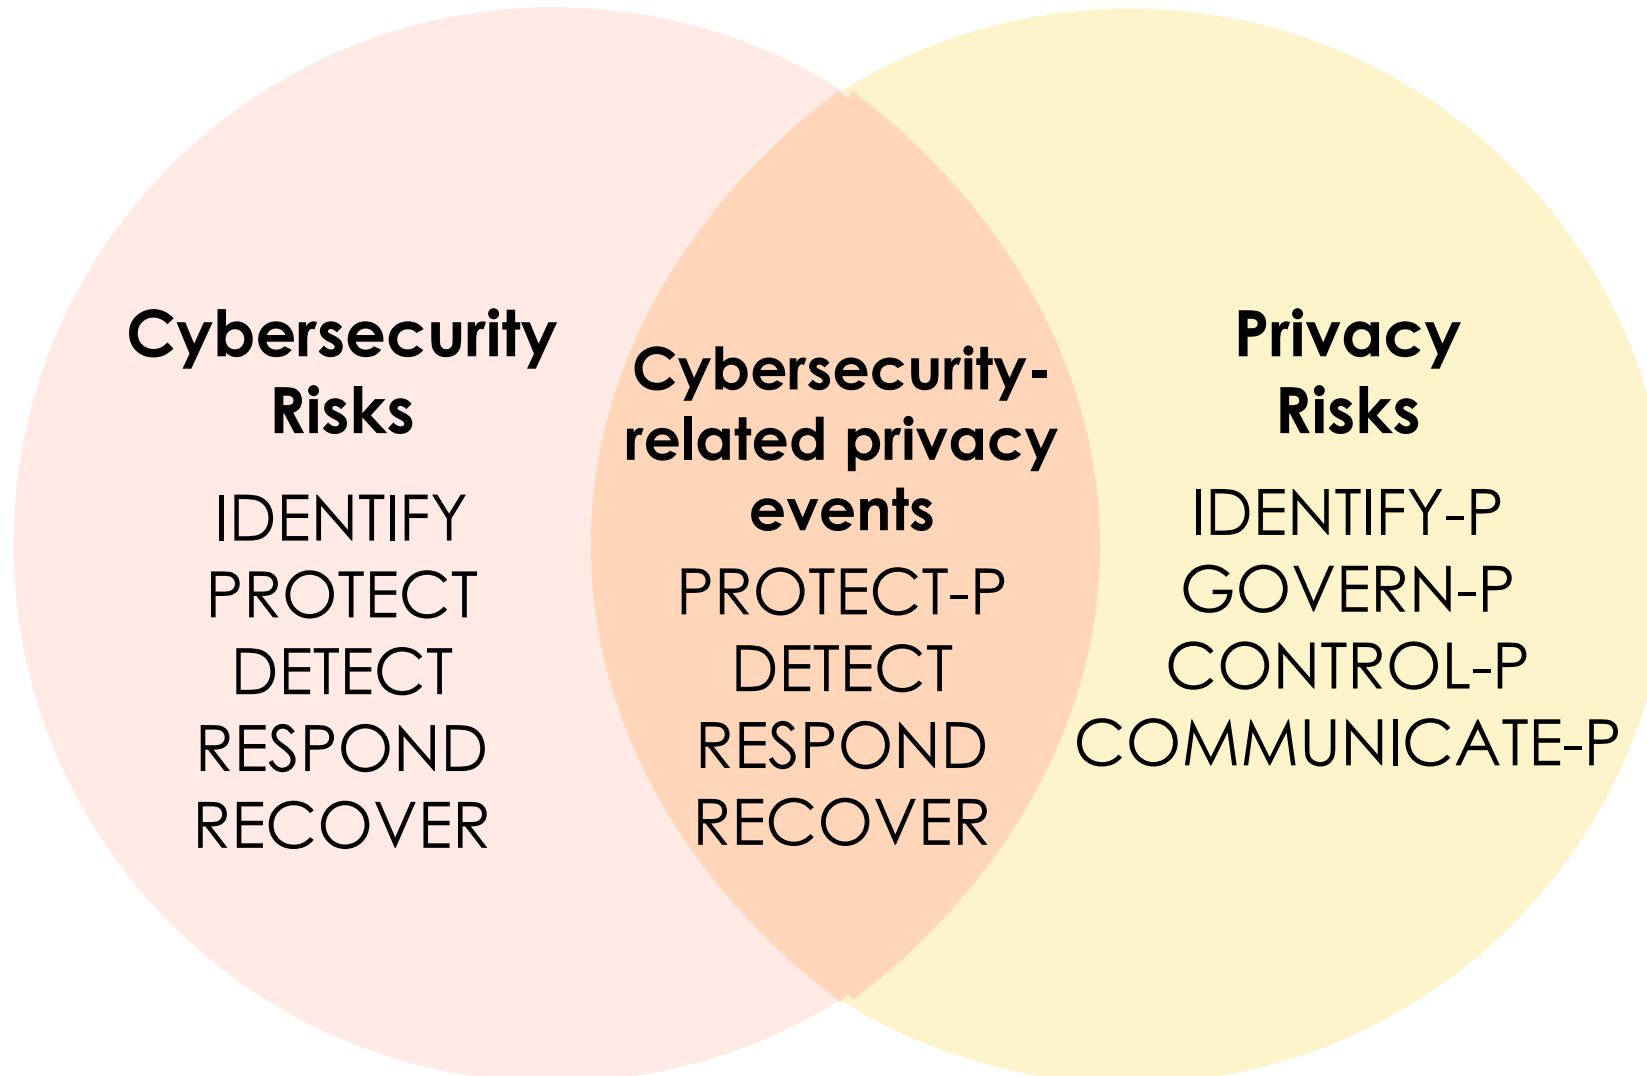 Cybersecurity
Risks
IDENTIFY
PROTECT
DETECT
RESPOND
RECOVER
Cybersecurity-
related privacy
events
PROTECT-P
DETECT
RESPOND
RECOVER
Privacy
Risks
IDENTIFY-P
GOVERN-P
CONTROL-P
COMMUNICATE-P